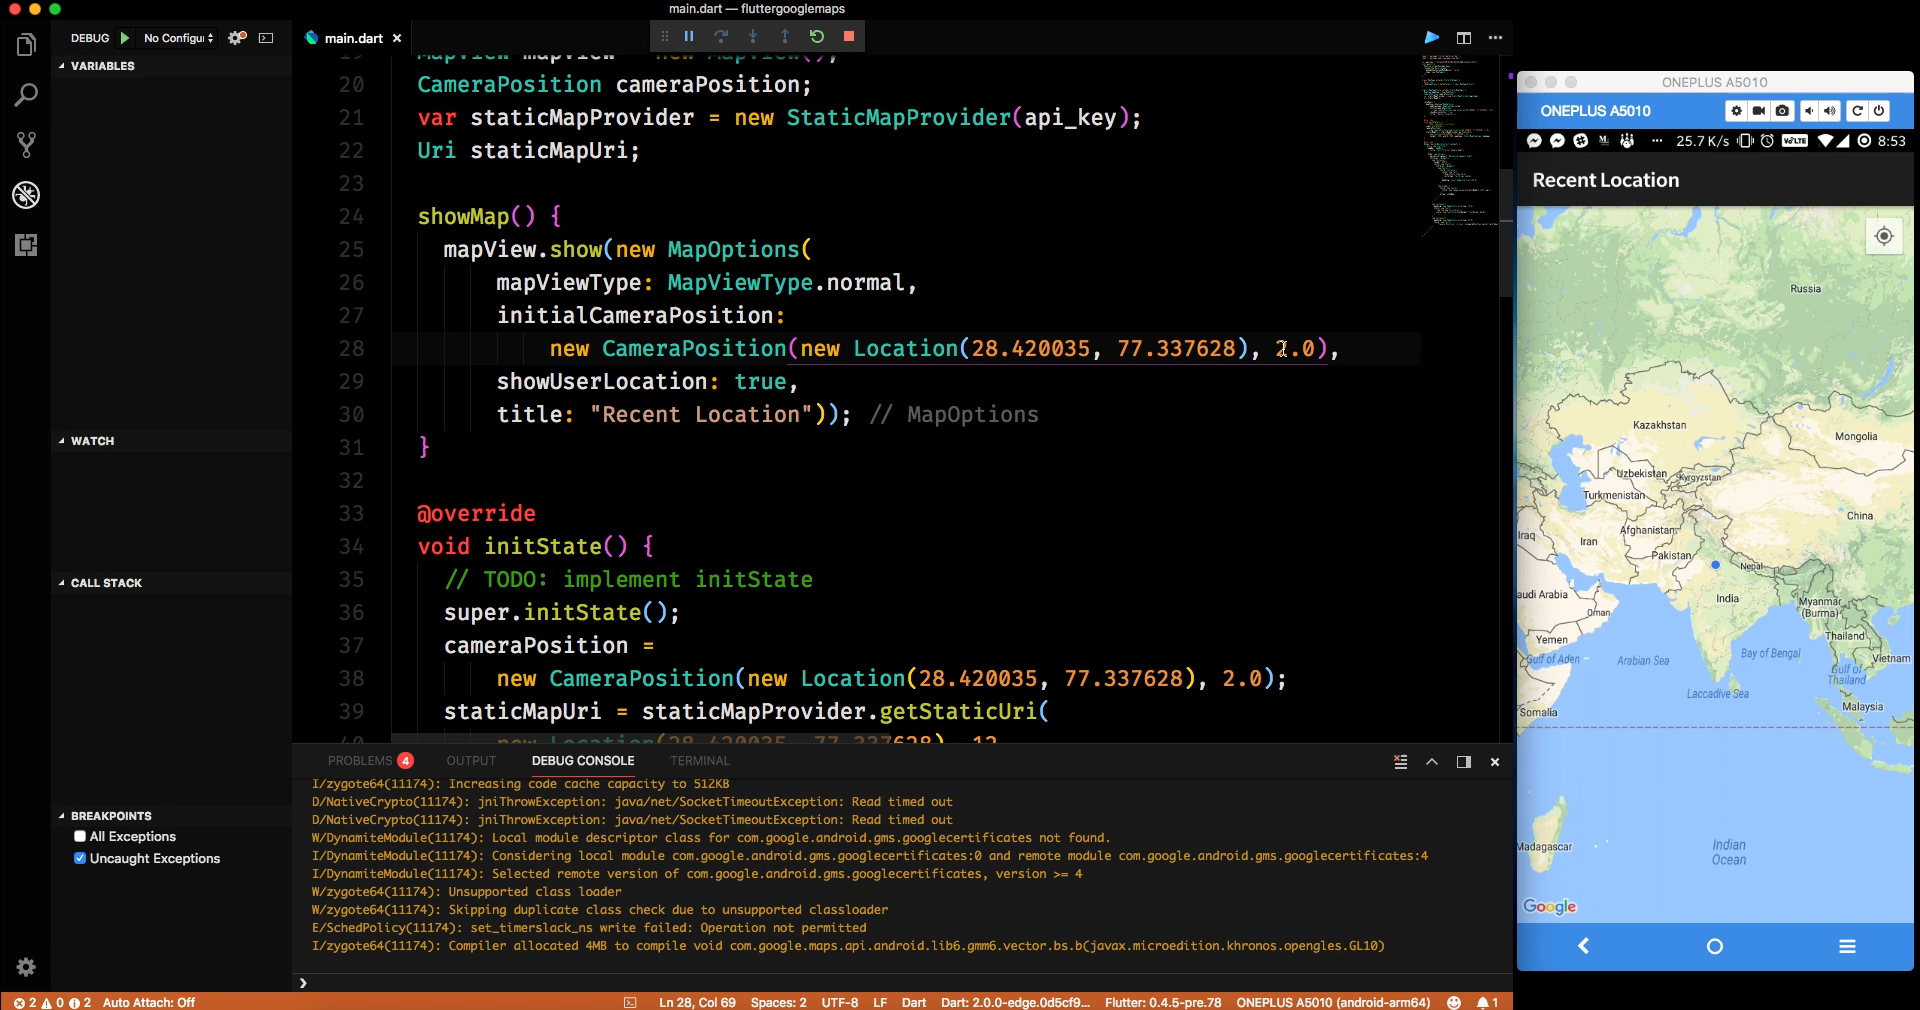 main.dart — fluttergooglemaps
DEBUG
No Configu
main.dart
VARIABLES
WATCH
CALL STACK
BREAKPOINTS
All Exceptions
Uncaught Exceptions
19 MapView mapView = new MapView();
20 CameraPosition cameraPosition;
21 var staticMapProvider = new StaticMapProvider(api_key);
22 Uri staticMapUri;
23
24 showMap() {
25 mapView.show(new MapOptions(
26 mapViewType: MapViewType.normal,
27 initialCameraPosition:
28 new CameraPosition(new Location(28.420035, 77.337628), 2.0),
29 showUserLocation: true,
30 title: "Recent Location")); // MapOptions
31 }
32
33 @override
34 void initState() {
35 // TODO: implement initState
36 super.initState();
37 cameraPosition =
38 new CameraPosition(new Location(28.420035, 77.337628), 2.0);
39 staticMapUri = staticMapProvider.getStaticUri(
40 new Location(28.420035, 77.337628), 12
PROBLEMS 4 OUTPUT DEBUG CONSOLE TERMINAL
I/zygote64(11174): Increasing code cache capacity to 512KB
D/NativeCrypto(11174): jniThrowException: java/net/SocketTimeoutException: Read timed out
D/NativeCrypto(11174): jniThrowException: java/net/SocketTimeoutException: Read timed out
W/DynamiteModule(11174): Local module descriptor class for com.google.android.gms.googlecertificates not found.
I/DynamiteModule(11174): Considering local module com.google.android.gms.googlecertificates:0 and remote module com.google.android.gms.googlecertificates:4
I/DynamiteModule(11174): Selected remote version of com.google.android.gms.googlecertificates, version >= 4
W/zygote64(11174): Unsupported class loader
W/zygote64(11174): Skipping duplicate class check due to unsupported classloader
E/SchedPolicy(11174): set_timerslack_ns write failed: Operation not permitted
I/zygote64(11174): Compiler allocated 4MB to compile void com.google.maps.api.android.lib6.gmm6.vector.bs.b(javax.microedition.khronos.opengles.GL10)
2 0 2 Auto Attach: Off
Ln 28, Col 69 Spaces: 2 UTF-8 LF Dart Dart: 2.0.0-edge.0d5cf9... Flutter: 0.4.5-pre.78 ONEPLUS A5010 (android-arm64) 1
ONEPLUS A5010
ONEPLUS A5010
25.7 K/s VoLTE 8:53
Recent Location
Russia
Kazakhstan
Mongolia
Uzbekistan
Kyrgyzstan
Turkmenistan
China
Afghanistan
Iraq
Iran
Pakistan
Nepal
audi Arabia
India
Myanmar
(Burma)
Oman
Yemen
Thailand
Gulf of Aden
Arabian Sea
Bay of Bengal
Vietnam
Gulf of
Thailand
Laccadive Sea
Malaysia
Somalia
Madagascar
Indian
Ocean
Google